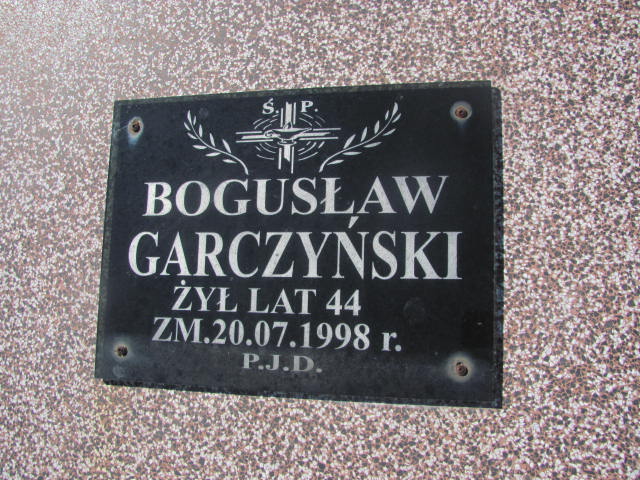 Ś. P.
BOGUSŁAW
GARCZYŃSKI
ŻYŁ LAT 44
ZM.20.07.1998 r.
P.J.D.